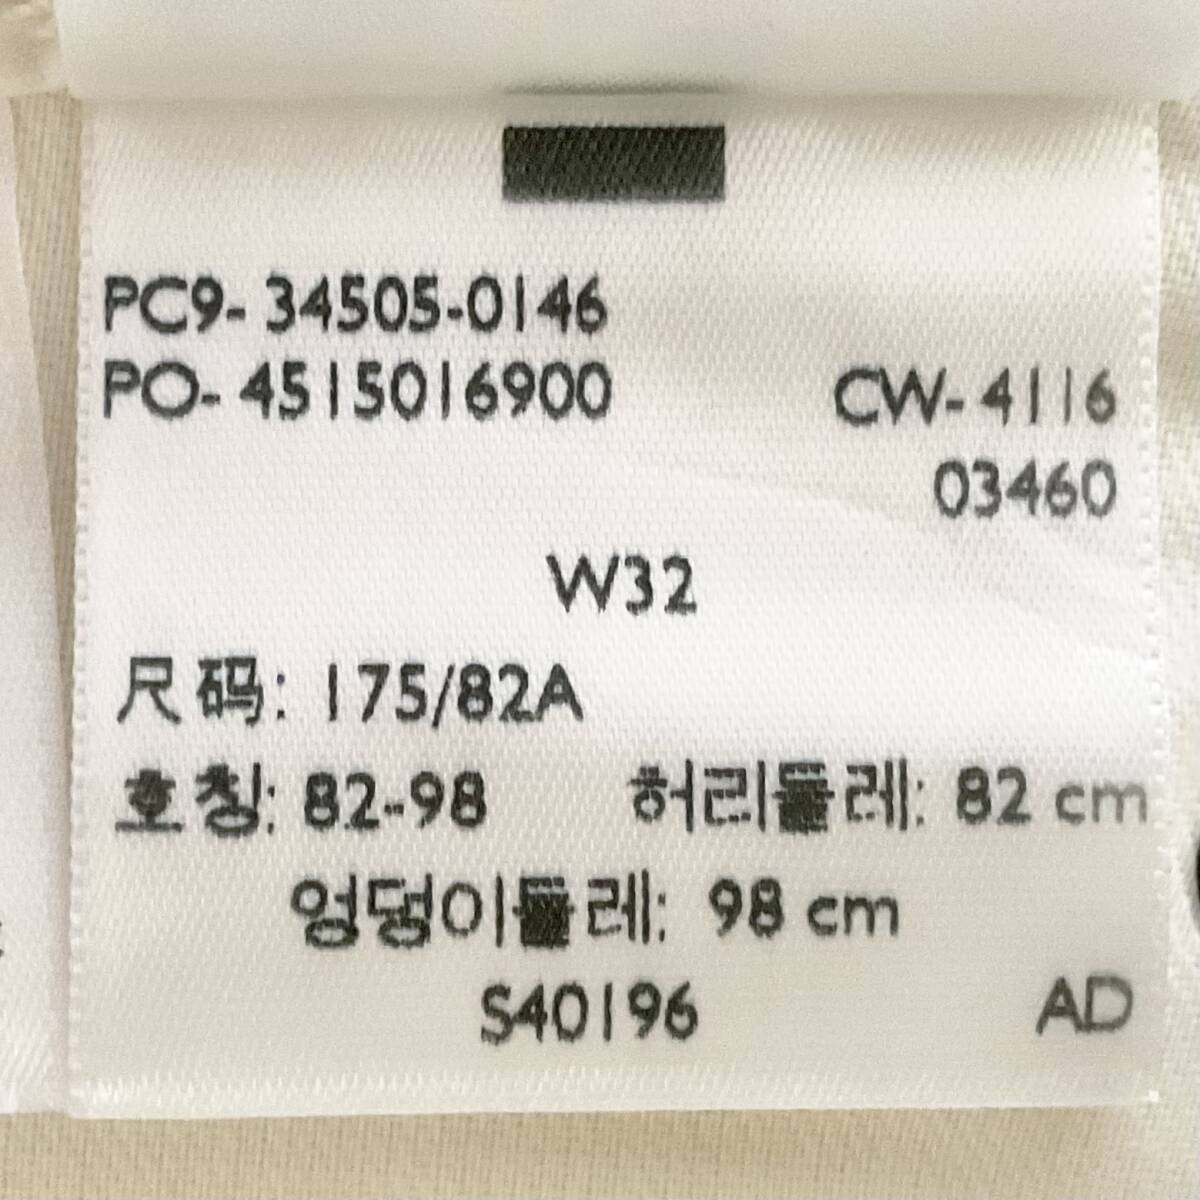 PC9- 34505-0146
PO- 4515016900 CW- 4116
03460
W32
尺码: 175/82A
호칭: 82-98 허리둘레: 82 cm
엉덩이둘레: 98 cm
S40196 AD